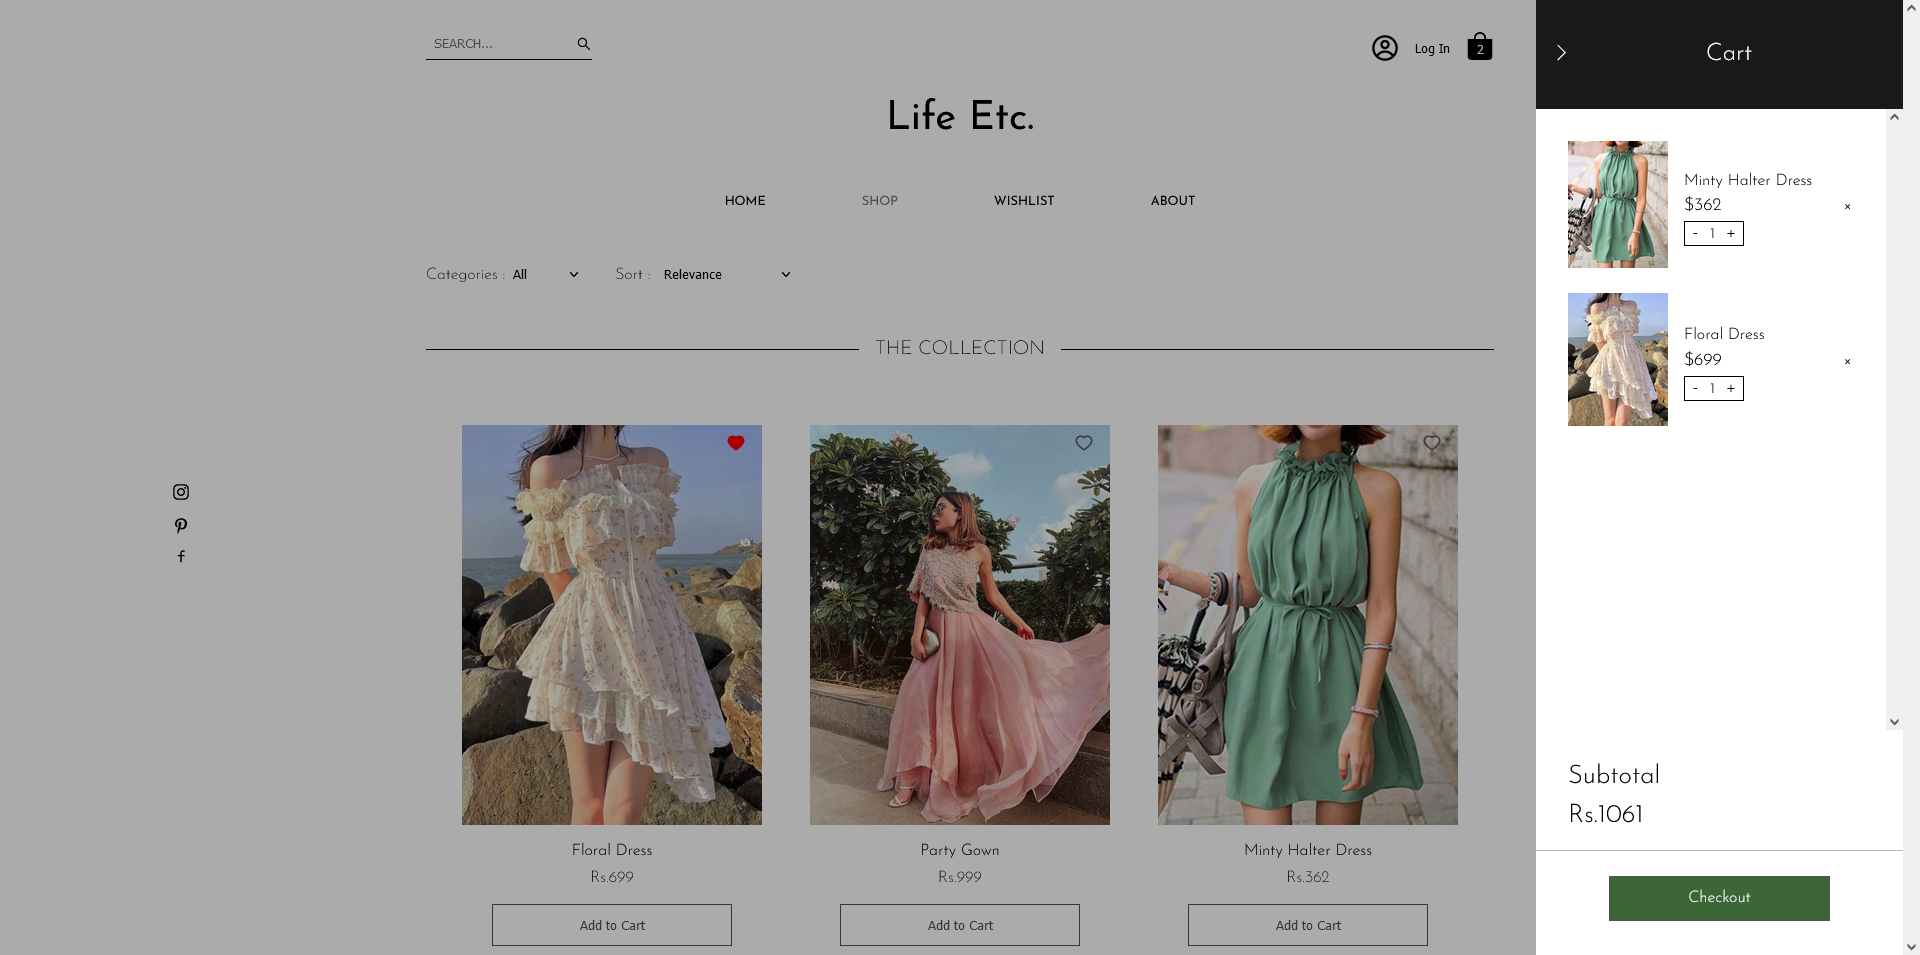 SEARCH...
Log In
2
Life Etc.
HOME
SHOP
WISHLIST
ABOUT
Categories : All
Sort : Relevance
THE COLLECTION
Floral Dress
Rs.699
Add to Cart
Party Gown
Rs.999
Add to Cart
Minty Halter Dress
Rs.362
Add to Cart
Cart
Minty Halter Dress
$362
×
- 1 +
Floral Dress
$699
×
- 1 +
Subtotal
Rs.1061
Checkout